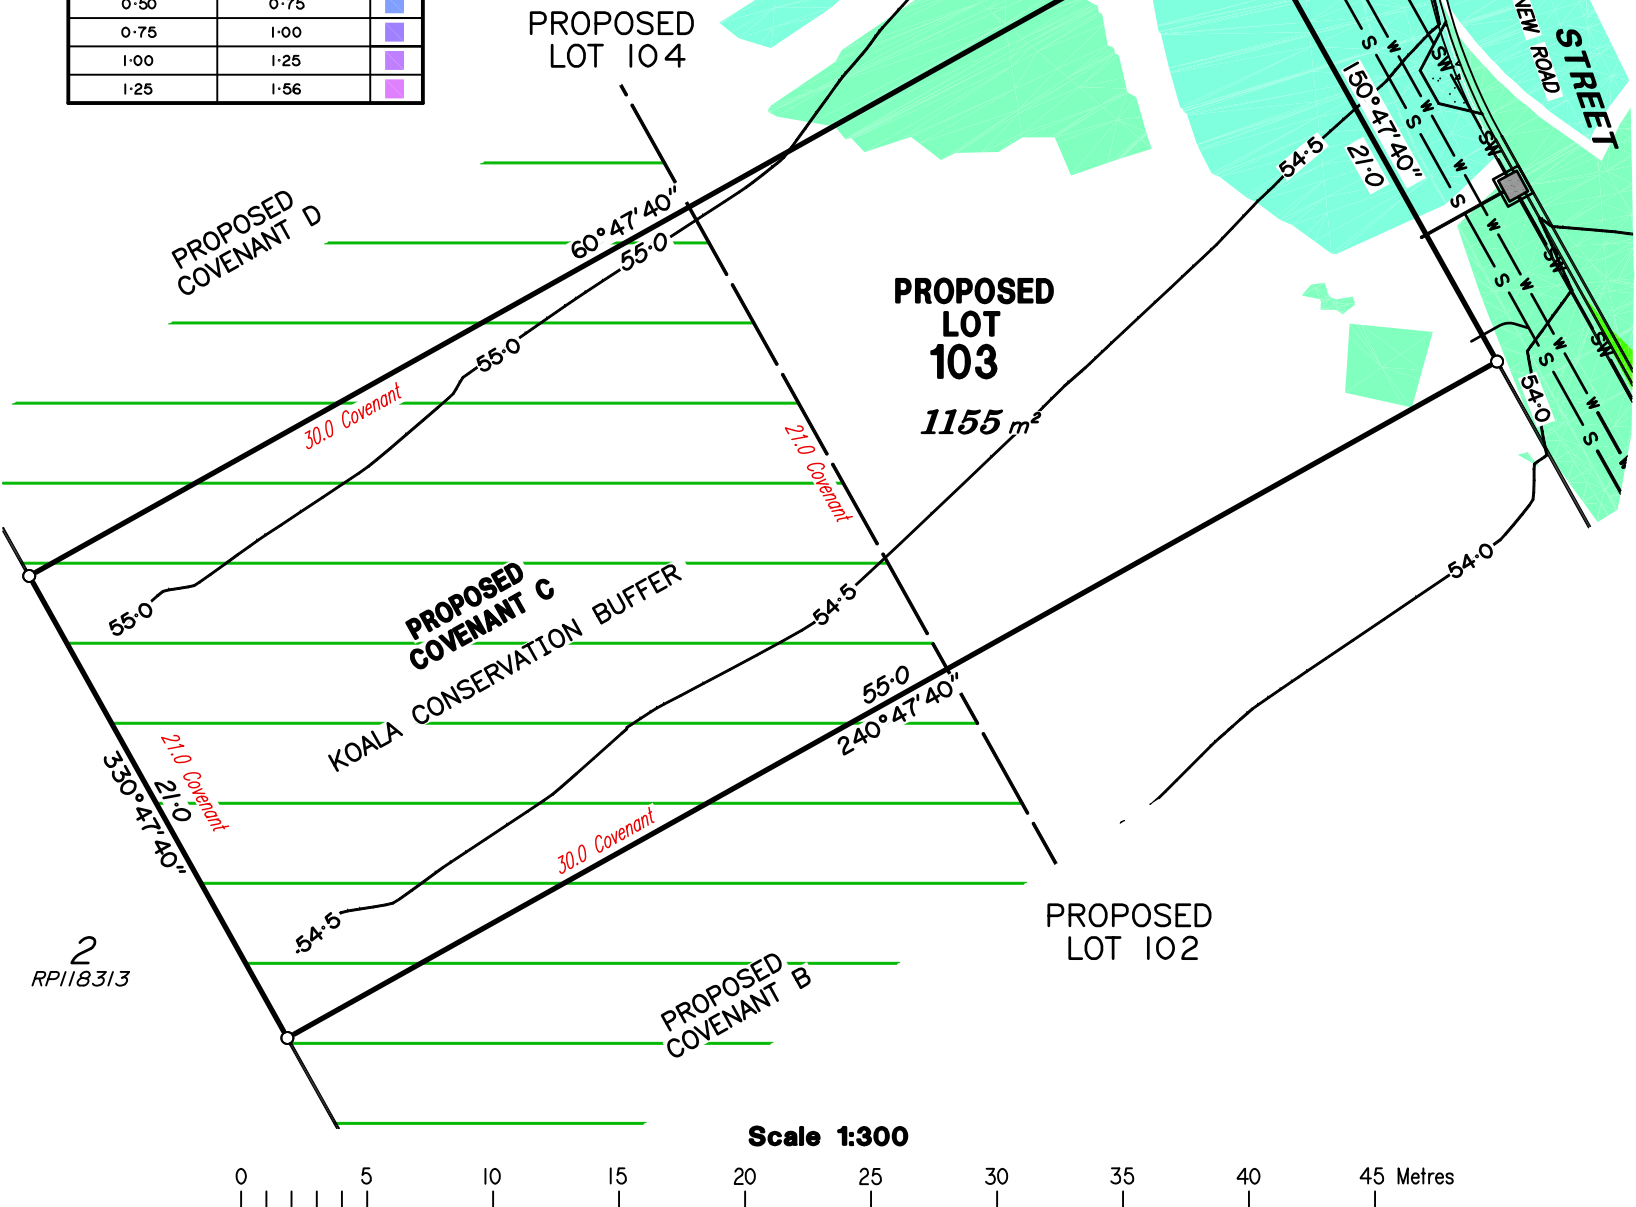 0·50 0·75
0·75 1·00
1·00 1·25
1·25 1·56
PROPOSED
LOT 104
NEW ROAD
STREET
150°47'40"
21·0
54·5
PROPOSED
COVENANT D
60°47'40"
55·0
55·0
PROPOSED
LOT
103
1155 m²
30.0 Covenant
21.0 Covenant
S W S W S W SW
S W S W SW
S W SW
S W
S W
54·0
54·0
55·0
PROPOSED
COVENANT C
KOALA CONSERVATION BUFFER
54·5
55·0
240°47'40"
21.0 Covenant
21·0
330°47'40"
30.0 Covenant
54·5
2
RP118313
PROPOSED
LOT 102
PROPOSED
COVENANT B
Scale 1:300
0 5 10 15 20 25 30 35 40 45 Metres